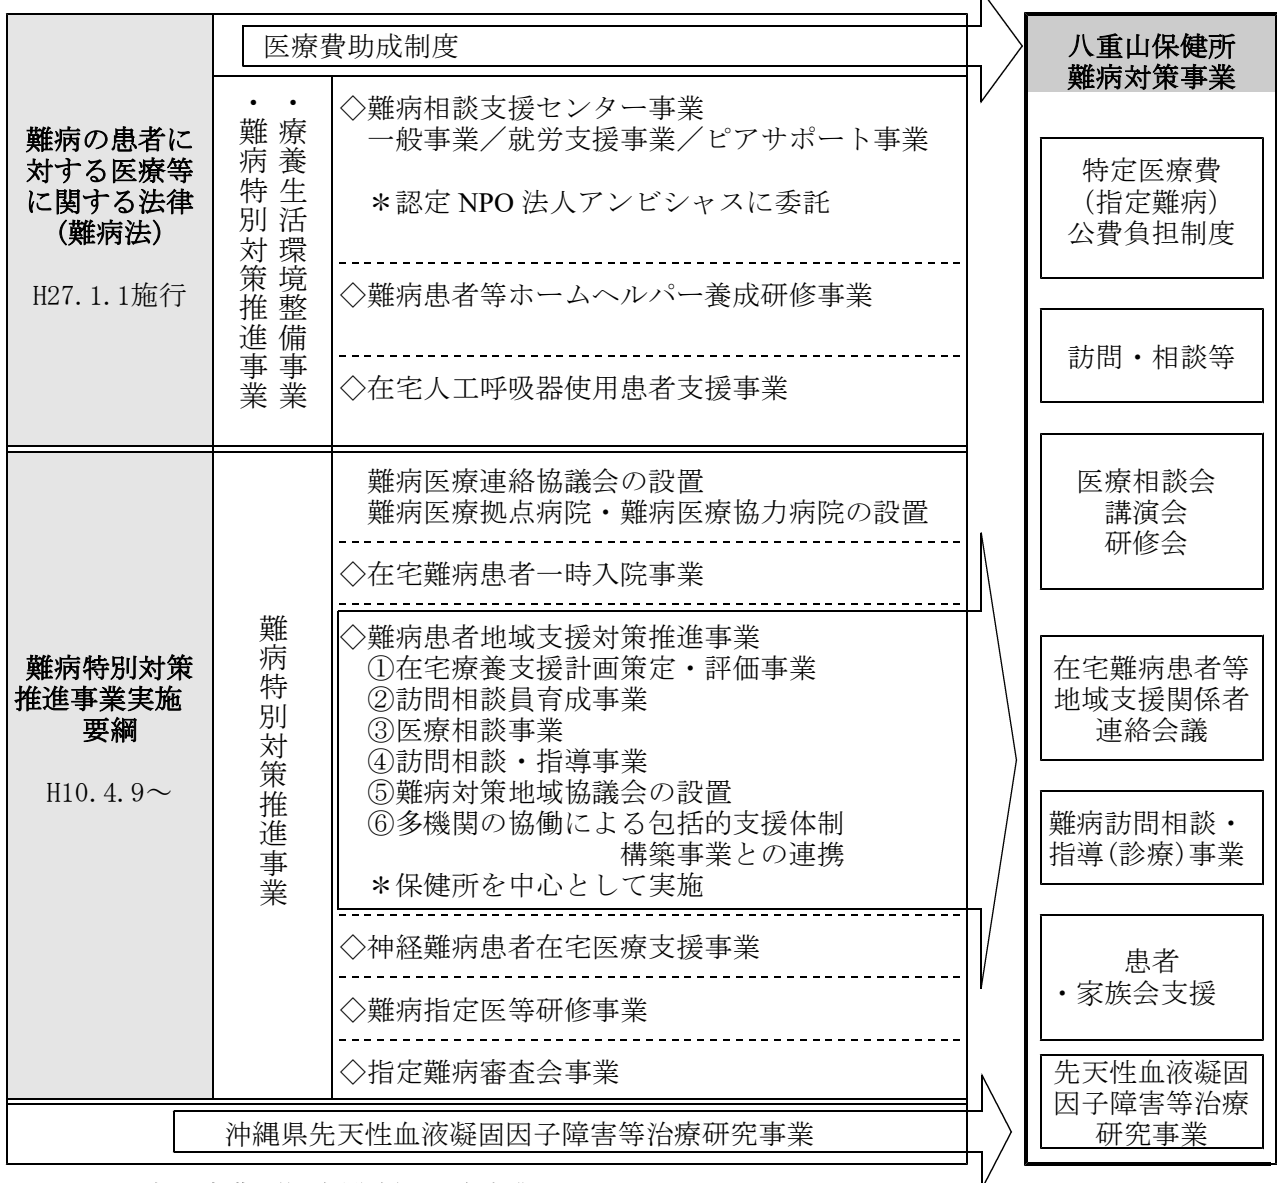 医療費助成制度
難病の患者に
対する医療等
に関する法律
(難病法)
H27.1.1施行
・療養生活環境整備事業
・難病特別対策推進事業
◇難病相談支援センター事業
一般事業／就労支援事業／ピアサポート事業
＊認定 NPO 法人アンビシャスに委託
◇難病患者等ホームヘルパー養成研修事業
◇在宅人工呼吸器使用患者支援事業
難病特別対策
推進事業実施
要綱
H10.4.9～
難病特別対策推進事業
難病医療連絡協議会の設置
難病医療拠点病院・難病医療協力病院の設置
◇在宅難病患者一時入院事業
◇難病患者地域支援対策推進事業
①在宅療養支援計画策定・評価事業
②訪問相談員育成事業
③医療相談事業
④訪問相談・指導事業
⑤難病対策地域協議会の設置
⑥多機関の協働による包括的支援体制
構築事業との連携
＊保健所を中心として実施
◇神経難病患者在宅医療支援事業
◇難病指定医等研修事業
◇指定難病審査会事業
沖縄県先天性血液凝固因子障害等治療研究事業
八重山保健所
難病対策事業
特定医療費
(指定難病)
公費負担制度
訪問・相談等
医療相談会
講演会
研修会
在宅難病患者等
地域支援関係者
連絡会議
難病訪問相談・
指導(診療)事業
患者
・家族会支援
先天性血液凝固
因子障害等治療
研究事業